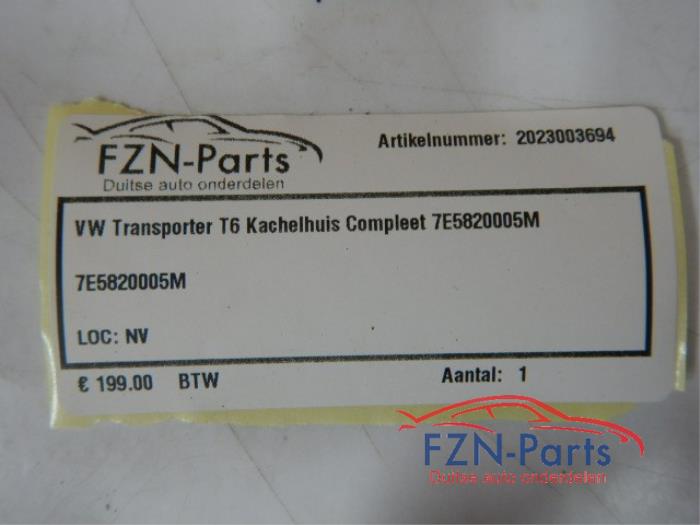 FZN-Parts
Duitse auto onderdelen
Artikelnummer: 2023003694
VW Transporter T6 Kachelhuis Compleet 7E5820005M
7E5820005M
LOC: NV
€ 199.00 BTW
Aantal: 1
FZN-Parts
Duitse auto onderdelen